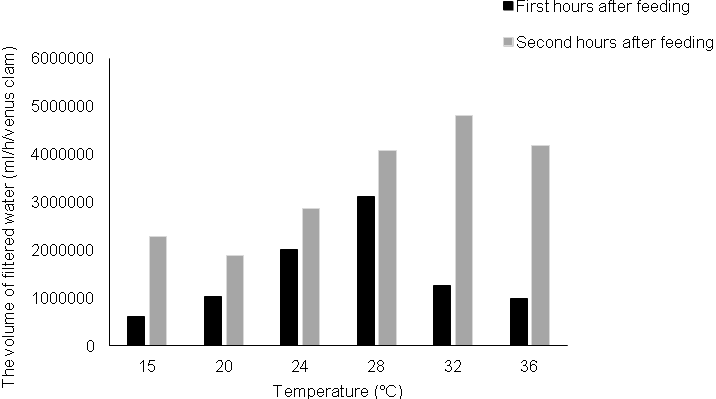 First hours after feeding
Second hours after feeding
The volume of filtered water (ml/h/venus clam)
6000000
5000000
4000000
3000000
2000000
1000000
0
15 20 24 28 32 36
Temperature (ºC)